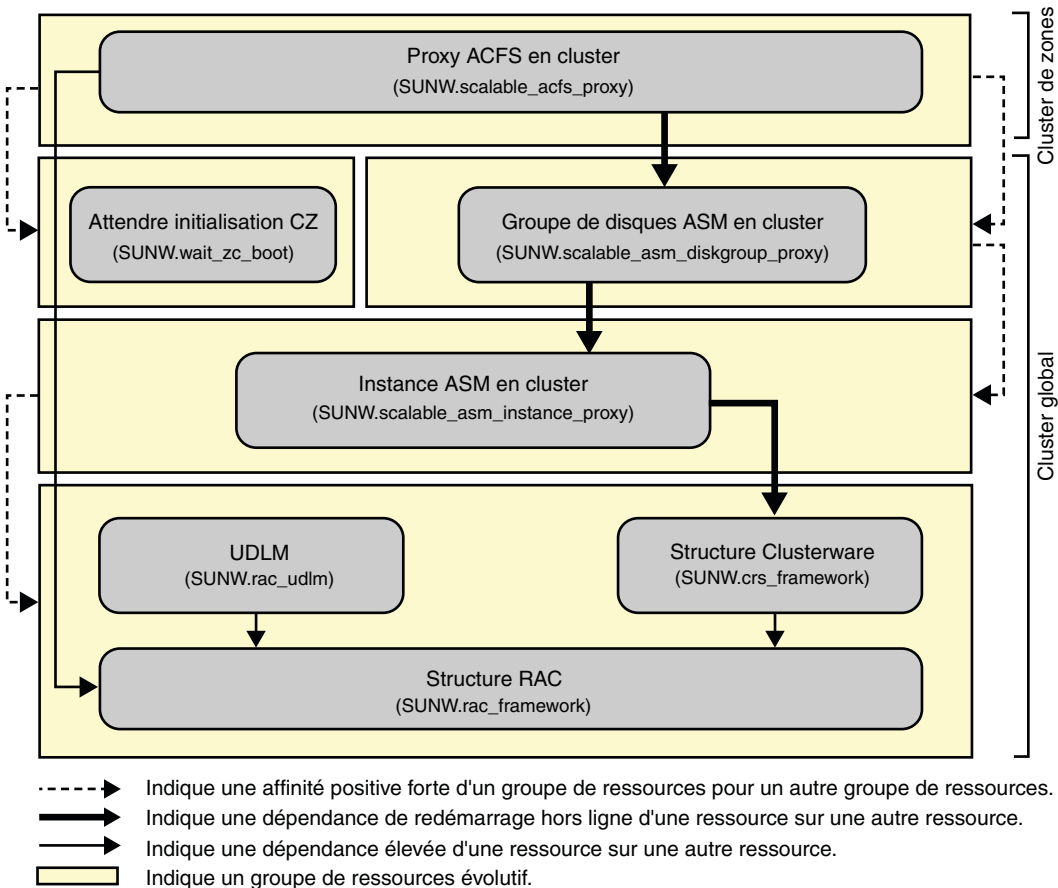 Proxy ACFS en cluster
(SUNW.scalable_acfs_proxy)
Cluster de zones
Attendre initialisation CZ
(SUNW.wait_zc_boot)
Groupe de disques ASM en cluster
(SUNW.scalable_asm_diskgroup_proxy)
Instance ASM en cluster
(SUNW.scalable_asm_instance_proxy)
Cluster global
UDLM
(SUNW.rac_udlm)
Structure Clusterware
(SUNW.crs_framework)
Structure RAC
(SUNW.rac_framework)
Indique une affinité positive forte d'un groupe de ressources pour un autre groupe de ressources.
Indique une dépendance de redémarrage hors ligne d'une ressource sur une autre ressource.
Indique une dépendance élevée d'une ressource sur une autre ressource.
Indique un groupe de ressources évolutif.